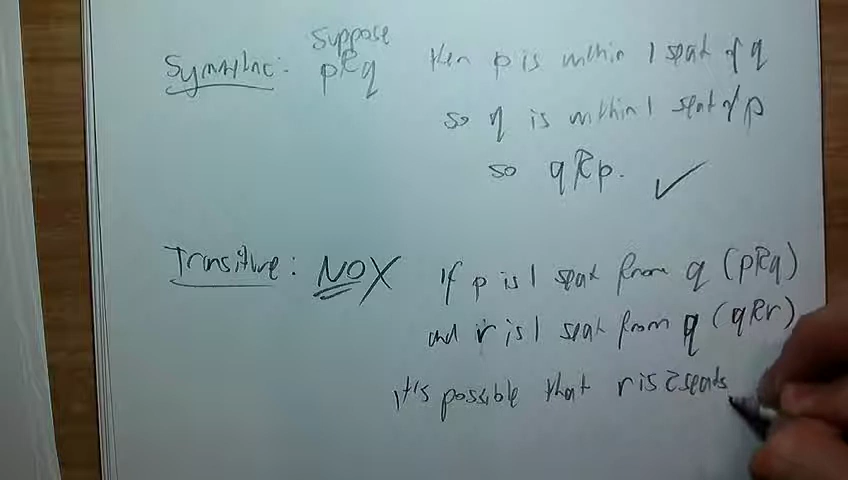 Symmetric: suppose pRq then p is within 1 seat of q
so q is within 1 seat of p
so qRp. ✓
Transitive: NO X If p is 1 seat from q (pRq)
and r is 1 seat from q (qRr)
it's possible that r is 2 seats